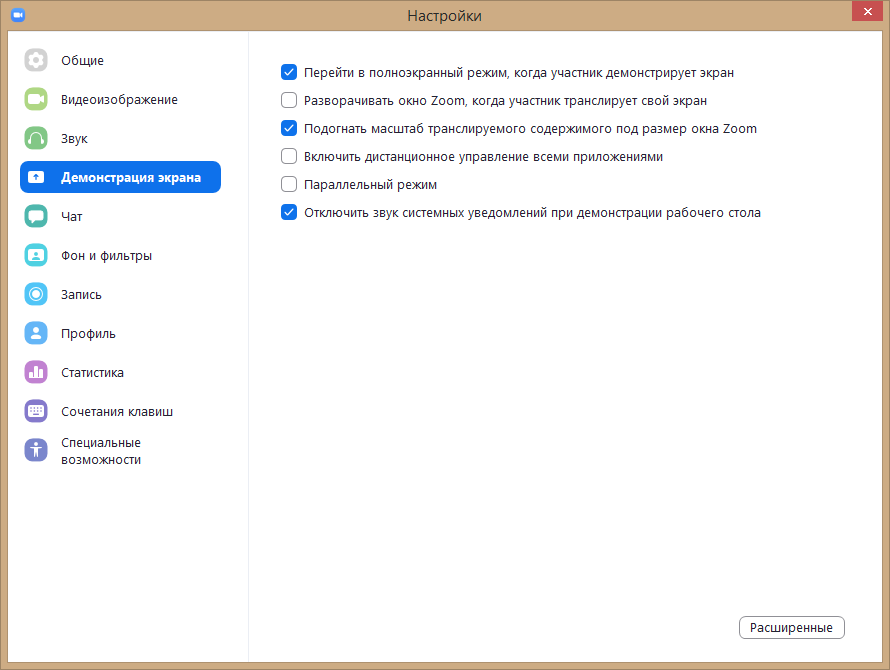 Настройки
Общие
Видеоизображение
Звук
Демонстрация экрана
Чат
Фон и фильтры
Запись
Профиль
Статистика
Сочетания клавиш
Специальные
возможности
Перейти в полноэкранный режим, когда участник демонстрирует экран
Разворачивать окно Zoom, когда участник транслирует свой экран
Подогнать масштаб транслируемого содержимого под размер окна Zoom
Включить дистанционное управление всеми приложениями
Параллельный режим
Отключить звук системных уведомлений при демонстрации рабочего стола
Расширенные